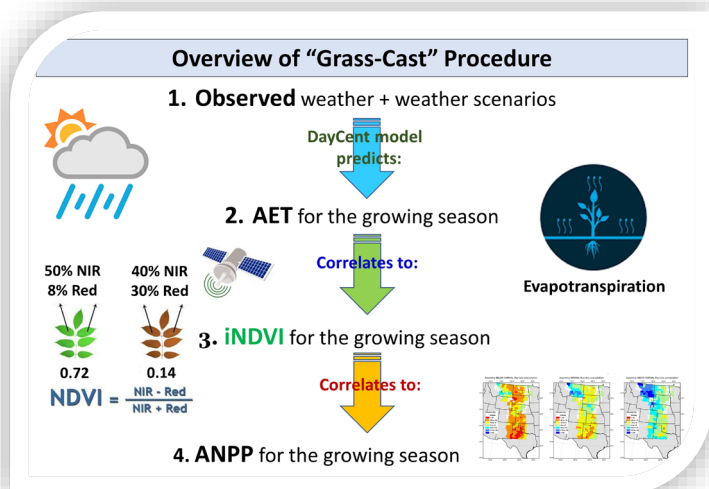 Overview of “Grass-Cast” Procedure
1. Observed weather + weather scenarios
DayCent model
predicts:
2. AET for the growing season
Correlates to:
Evapotranspiration
50% NIR
8% Red
40% NIR
30% Red
3. iNDVI for the growing season
0.72
0.14
NDVI = NIR - Red
NIR + Red
Correlates to:
4. ANPP for the growing season